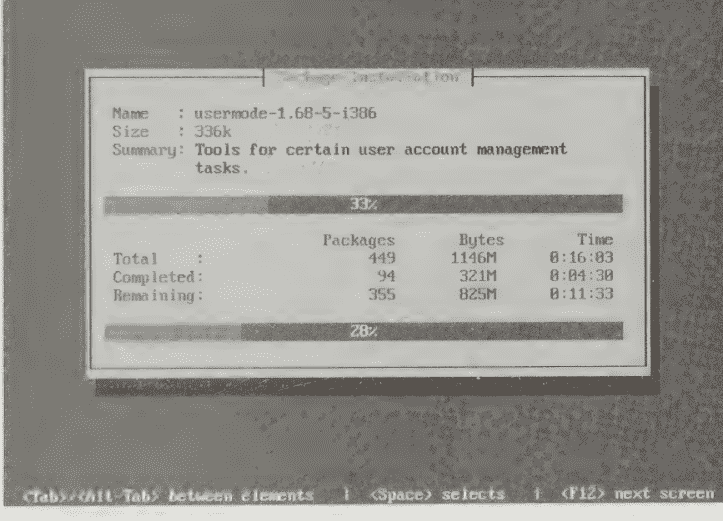 Package Installation
Name : usermode-1.68-5-i386
Size : 336k
Summary: Tools for certain user account management
tasks.
33%
Packages Bytes Time
Total : 449 1146M 0:16:03
Completed: 94 321M 0:04:30
Remaining: 355 825M 0:11:33
28%
<Tab>/<Alt-Tab> between elements | <Space> selects | <F12> next screen